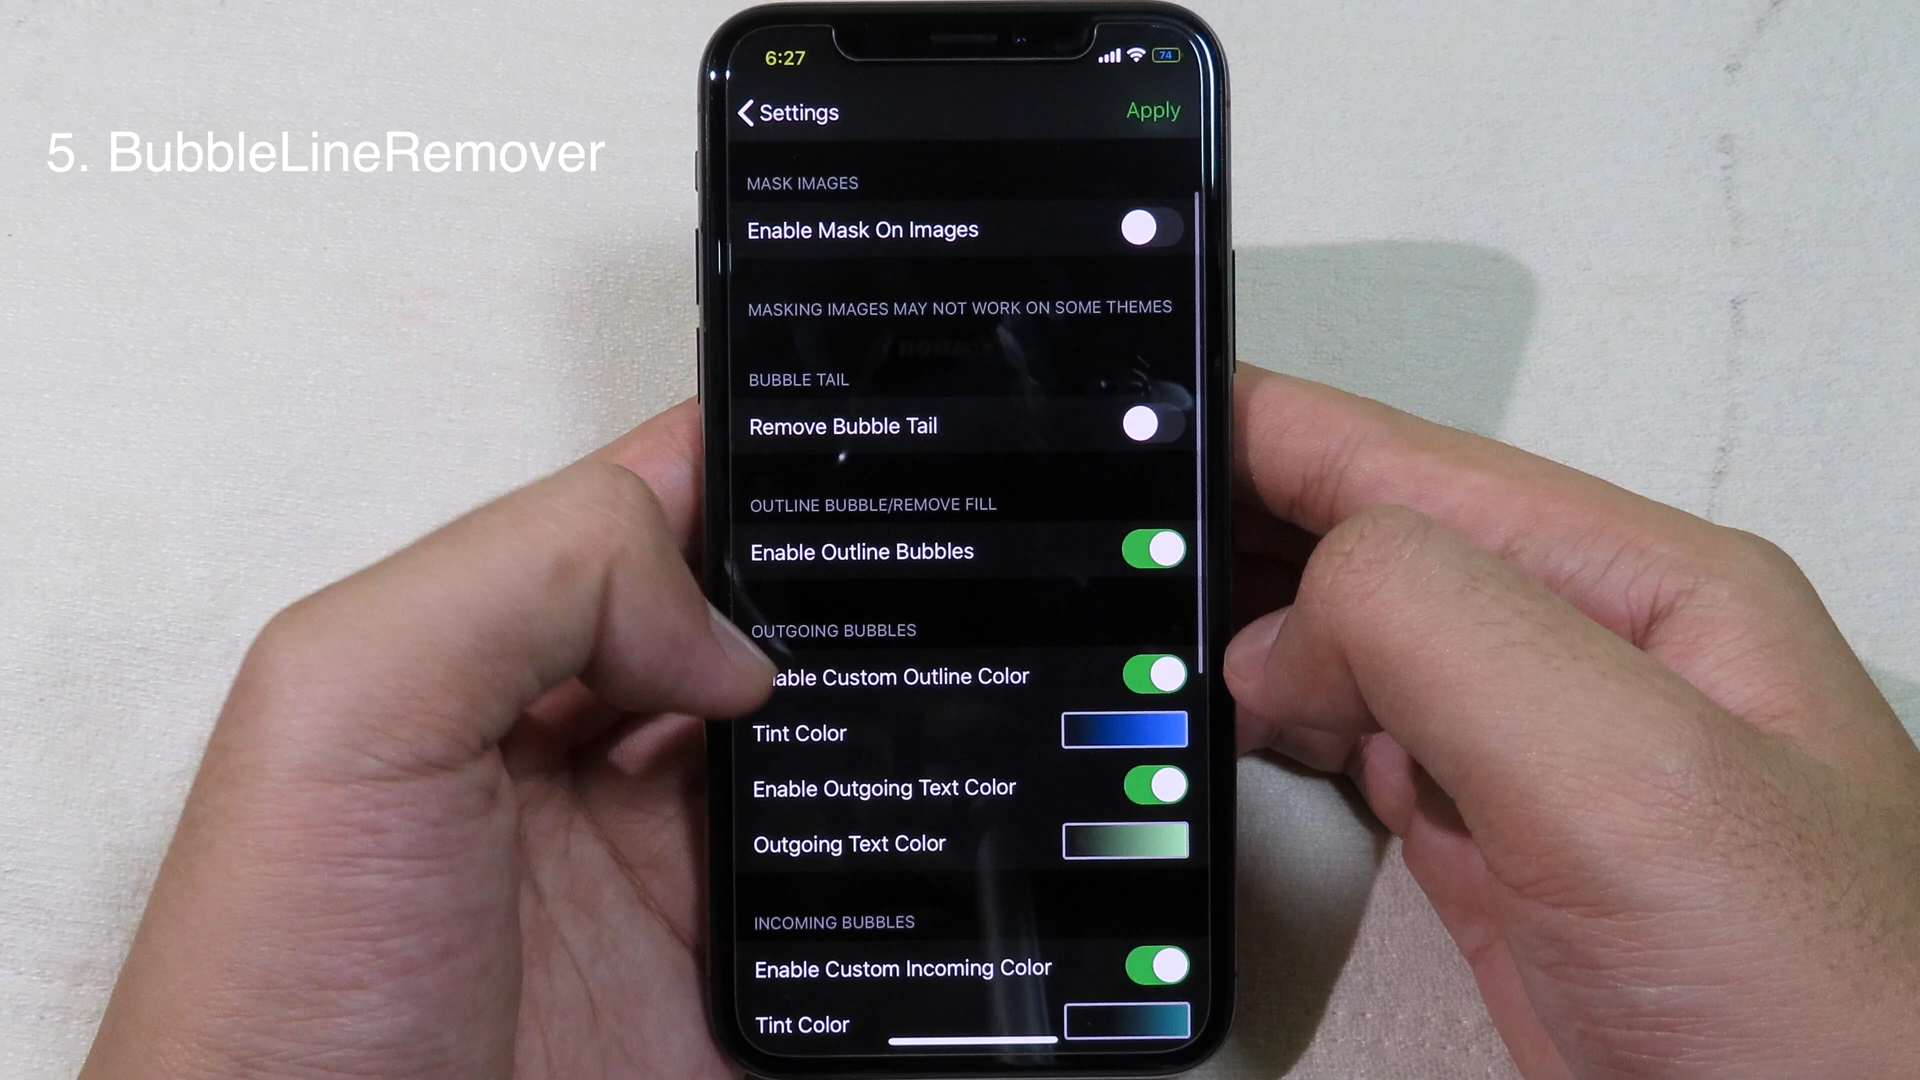 5. BubbleLineRemover
6:27
74
Settings
Apply
MASK IMAGES
Enable Mask On Images
MASKING IMAGES MAY NOT WORK ON SOME THEMES
BUBBLE TAIL
Remove Bubble Tail
OUTLINE BUBBLE/REMOVE FILL
Enable Outline Bubbles
OUTGOING BUBBLES
able Custom Outline Color
Tint Color
Enable Outgoing Text Color
Outgoing Text Color
INCOMING BUBBLES
Enable Custom Incoming Color
Tint Color